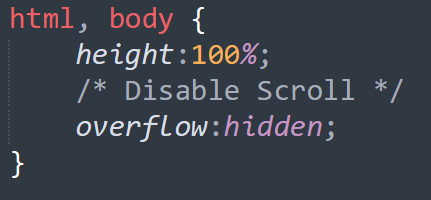 html, body {
height:100%;
/* Disable Scroll */
overflow:hidden;
}